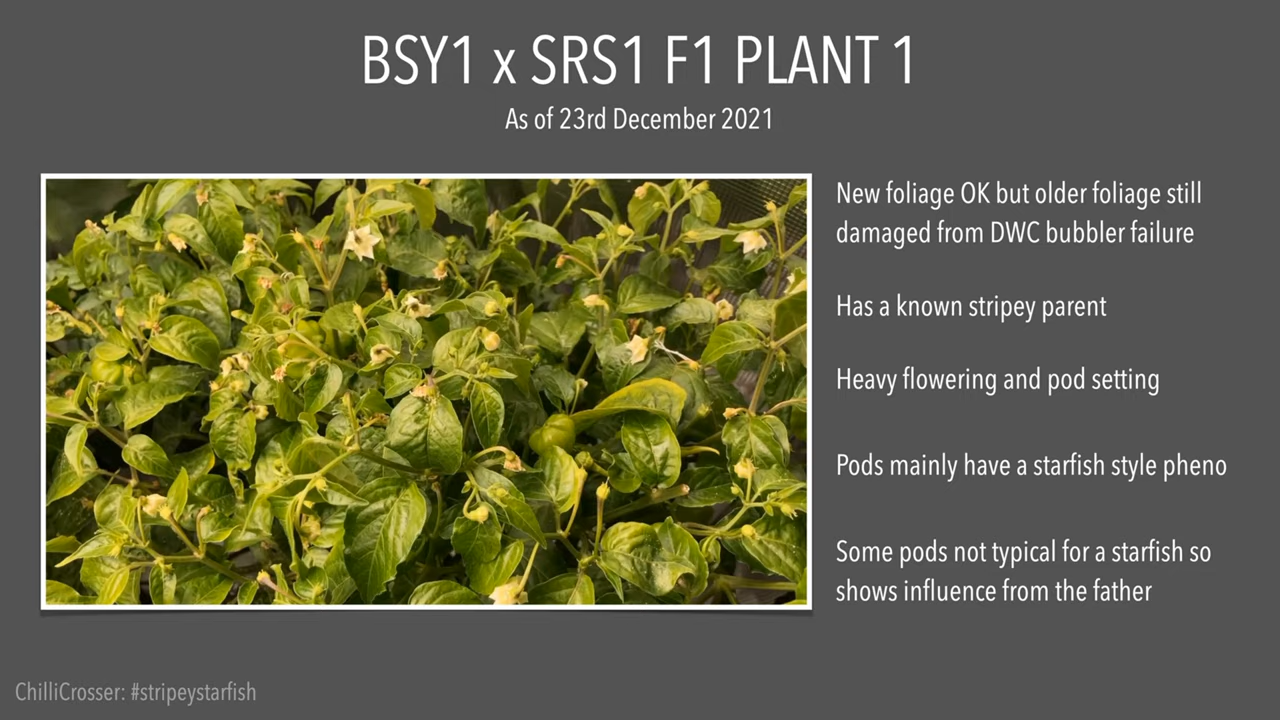 BSY1 x SRS1 F1 PLANT 1
As of 23rd December 2021
New foliage OK but older foliage still
damaged from DWC bubbler failure
Has a known stripey parent
Heavy flowering and pod setting
Pods mainly have a starfish style pheno
Some pods not typical for a starfish so
shows influence from the father
ChilliCrosser: #stripeystarfish